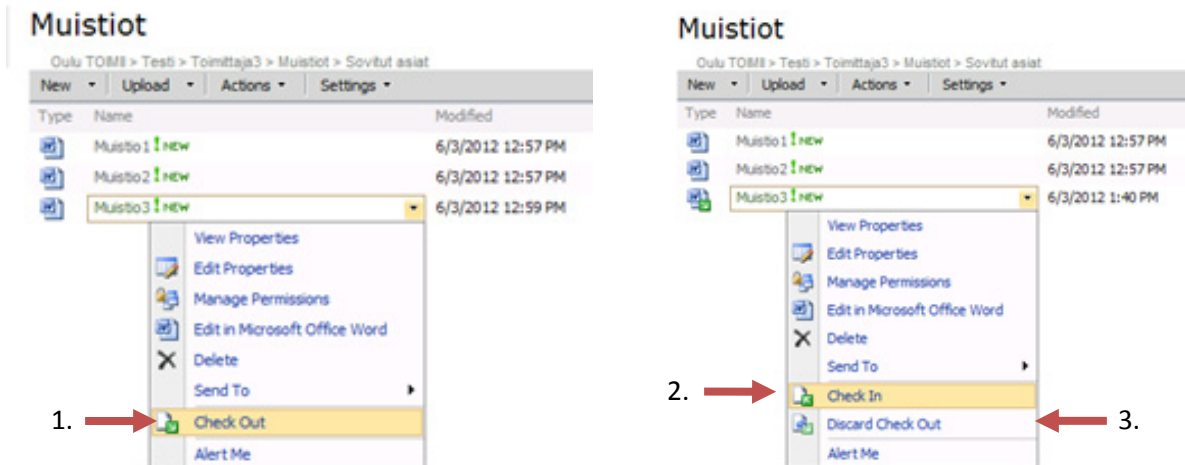 Muistiot
Oulu TOIMII > Testi > Toimittaja3 > Muistiot > Sovitut asiat
New Upload Actions Settings
Type Name Modified
Muistio1 ! NEW 6/3/2012 12:57 PM
Muistio2 ! NEW 6/3/2012 12:57 PM
Muistio3 ! NEW 6/3/2012 12:59 PM
View Properties
Edit Properties
Manage Permissions
Edit in Microsoft Office Word
Delete
Send To
1. Check Out
Alert Me
Muistiot
Oulu TOIMII > Testi > Toimittaja3 > Muistiot > Sovitut asiat
New Upload Actions Settings
Type Name Modified
Muistio1 ! NEW 6/3/2012 12:57 PM
Muistio2 ! NEW 6/3/2012 12:57 PM
Muistio3 ! NEW 6/3/2012 1:40 PM
View Properties
Edit Properties
Manage Permissions
Edit in Microsoft Office Word
Delete
Send To
2. Check In
Discard Check Out 3.
Alert Me